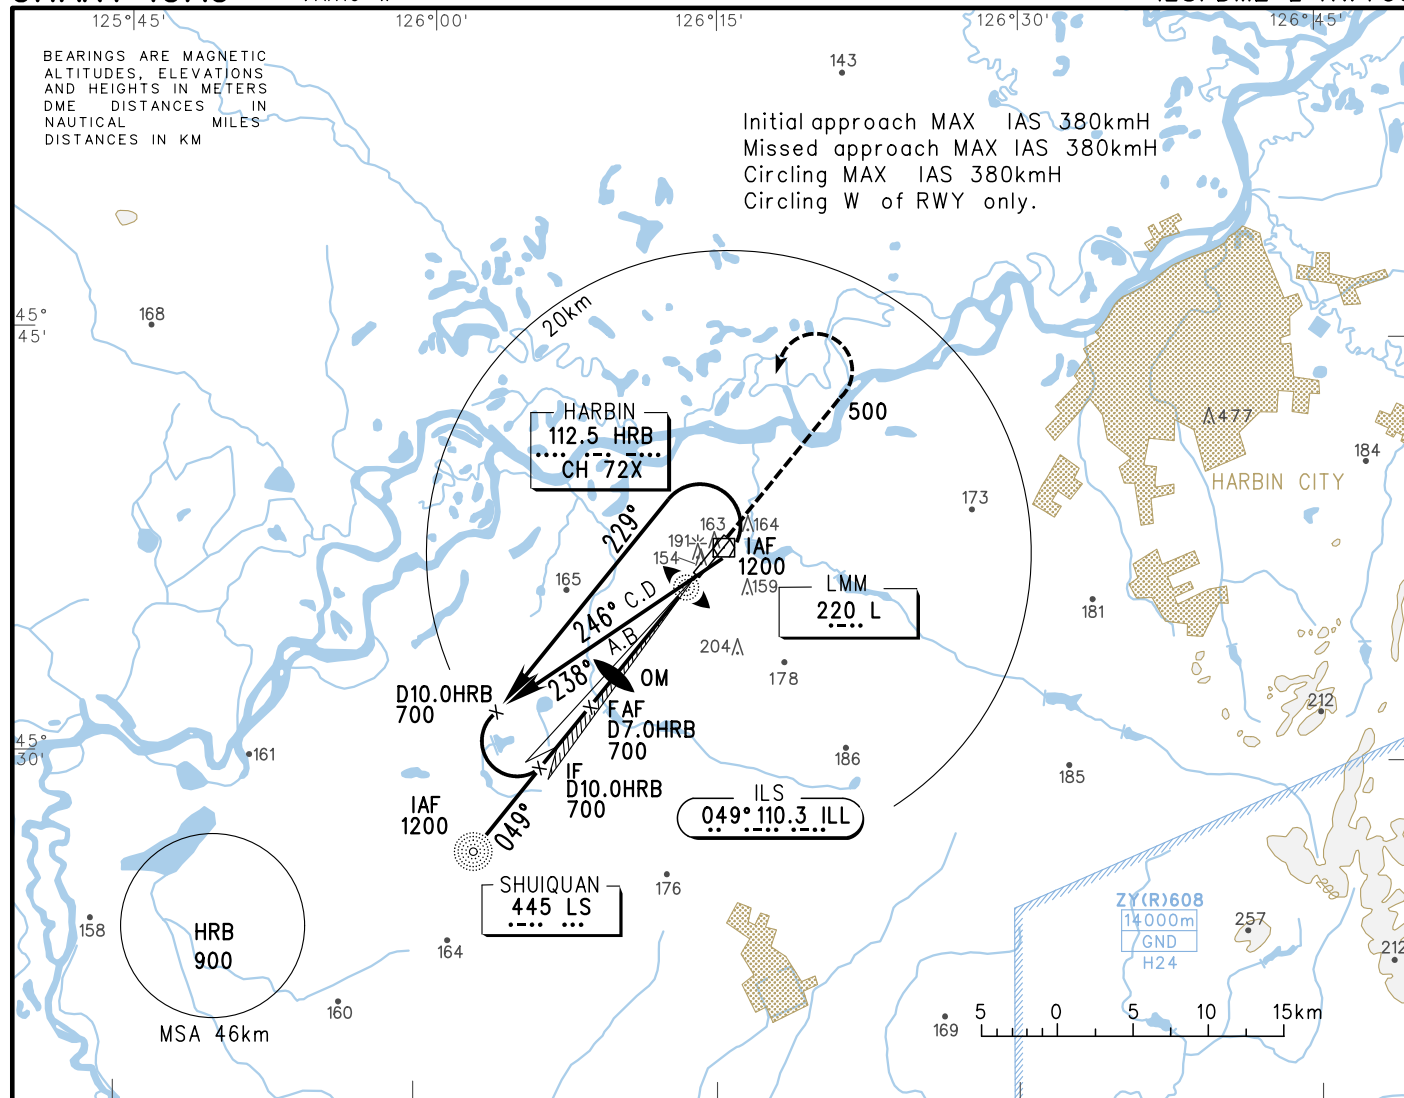 125°45'
126°00'
126°15'
126°30'
126°45'
BEARINGS ARE MAGNETIC
ALTITUDES, ELEVATIONS
AND HEIGHTS IN METERS
DME DISTANCES IN
NAUTICAL MILES
DISTANCES IN KM
143
Initial approach MAX IAS 380kmH
Missed approach MAX IAS 380kmH
Circling MAX IAS 380kmH
Circling W of RWY only.
20km
45°
45'
168
HARBIN
112.5 HRB
CH 72X
500
477
184
HARBIN CITY
173
229°
163
164
191
154
IAF
1200
159
165
246° C.D
LMM
220 L
181
238° A.B
204
178
OM
D10.0HRB
700
FAF
D7.0HRB
700
212
45°
30'
161
186
185
IF
D10.0HRB
700
ILS
049° 110.3 ILL
IAF
1200
049°
SHUIQUAN
445 LS
176
200
ZY(R)608
14000m
GND
H24
257
212
158
HRB
900
164
160
169
MSA 46km
5 0 5 10 15km